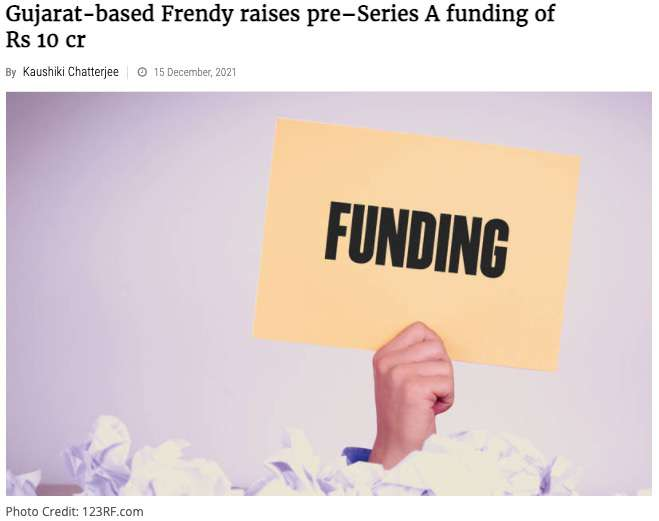 Gujarat-based Frendy raises pre–Series A funding of
Rs 10 cr
By Kaushiki Chatterjee 15 December, 2021
FUNDING
Photo Credit: 123RF.com